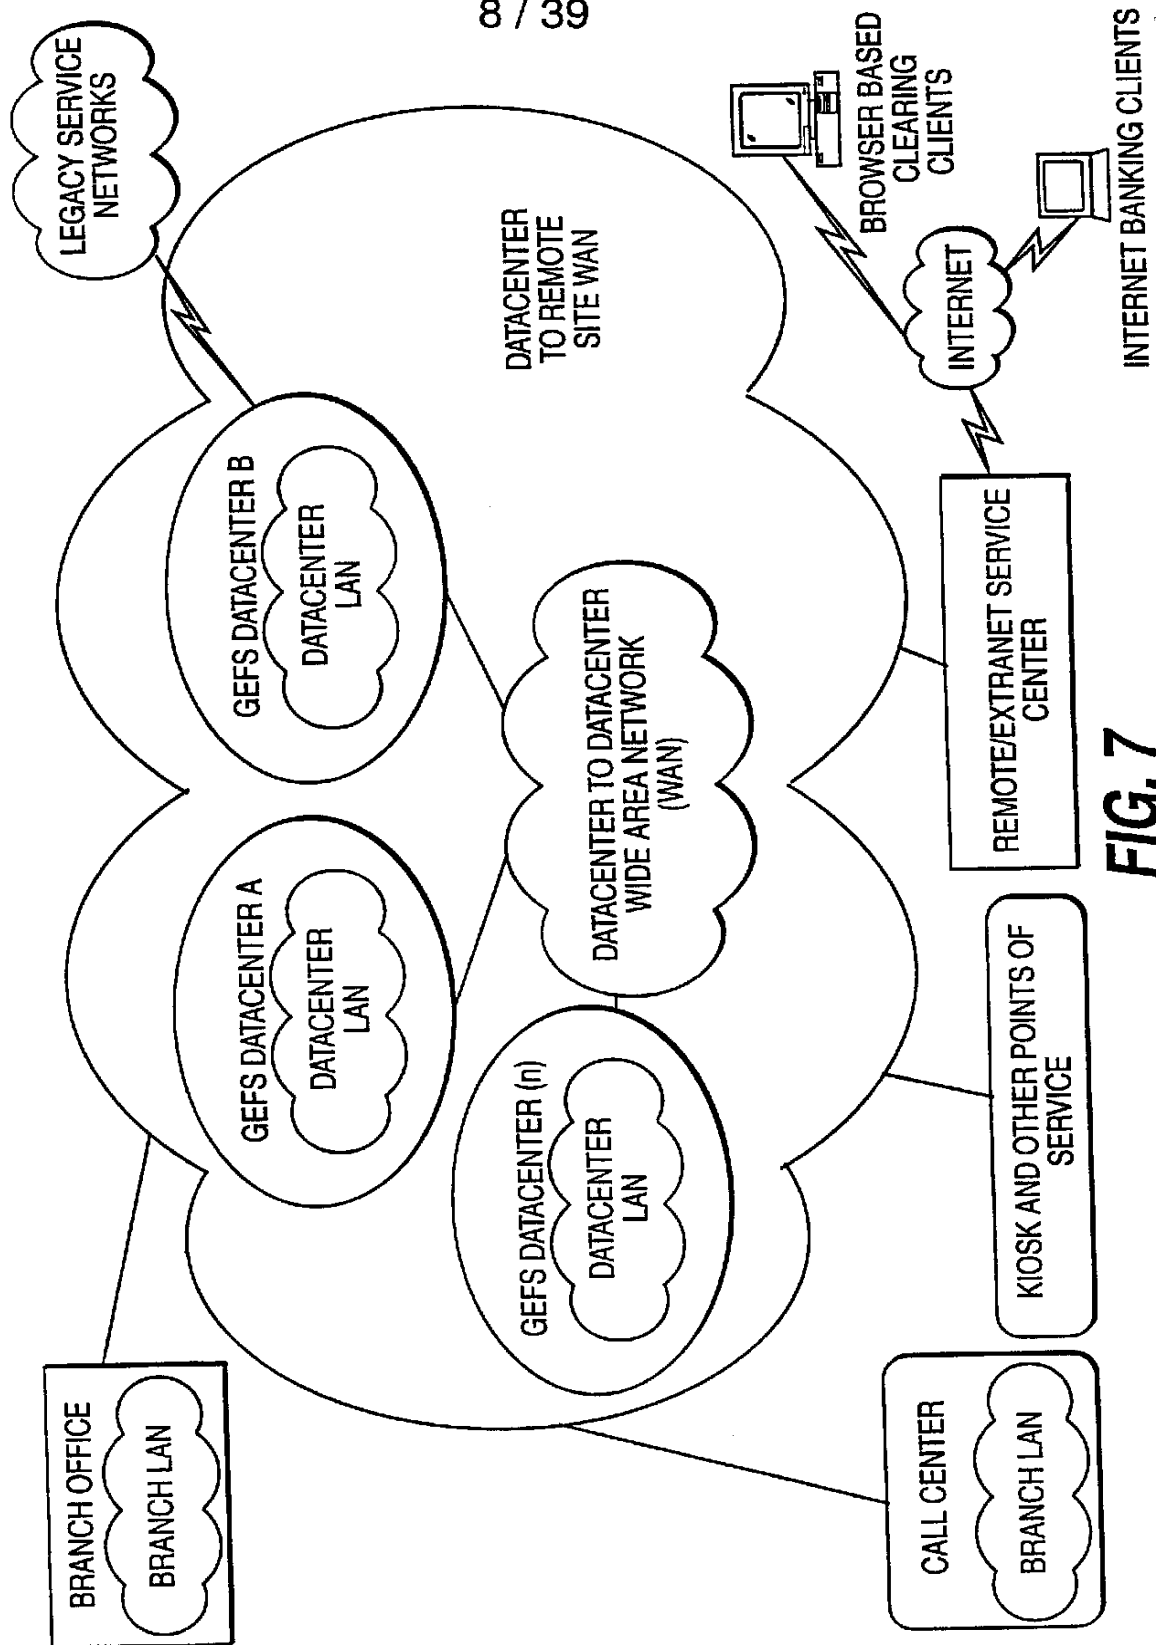 8 / 39
LEGACY SERVICE
NETWORKS
BRANCH OFFICE
BRANCH LAN
GEFS DATACENTER A
DATACENTER
LAN
GEFS DATACENTER B
DATACENTER
LAN
DATACENTER
TO REMOTE
SITE WAN
GEFS DATACENTER (n)
DATACENTER
LAN
DATACENTER TO DATACENTER
WIDE AREA NETWORK
(WAN)
BROWSER BASED
CLEARING
CLIENTS
INTERNET
INTERNET BANKING CLIENTS
CALL CENTER
BRANCH LAN
KIOSK AND OTHER POINTS OF
SERVICE
REMOTE/EXTRANET SERVICE
CENTER
FIG. 7